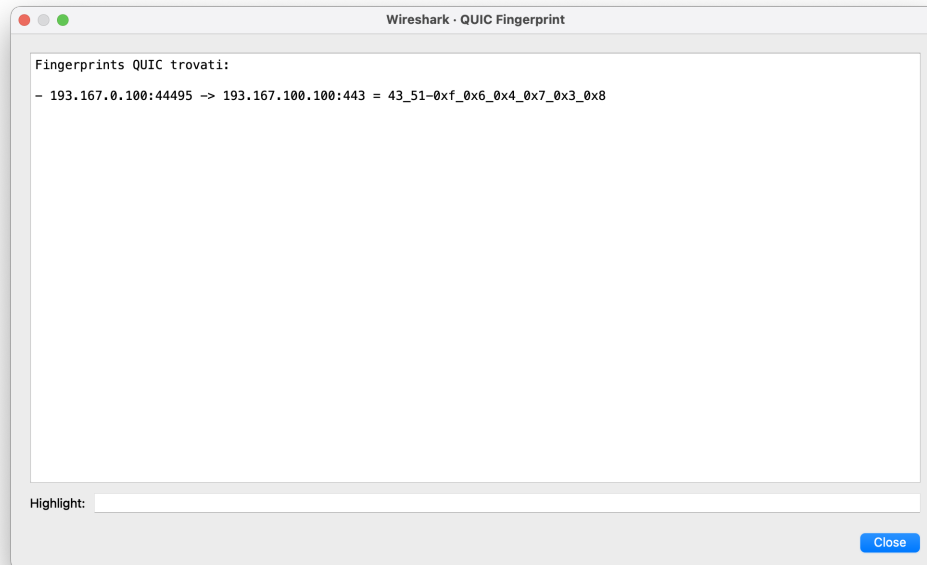 Wireshark · QUIC Fingerprint
Fingerprints QUIC trovati:
- 193.167.0.100:44495 -> 193.167.100.100:443 = 43_51-0xf_0x6_0x4_0x7_0x3_0x8
Highlight:
Close